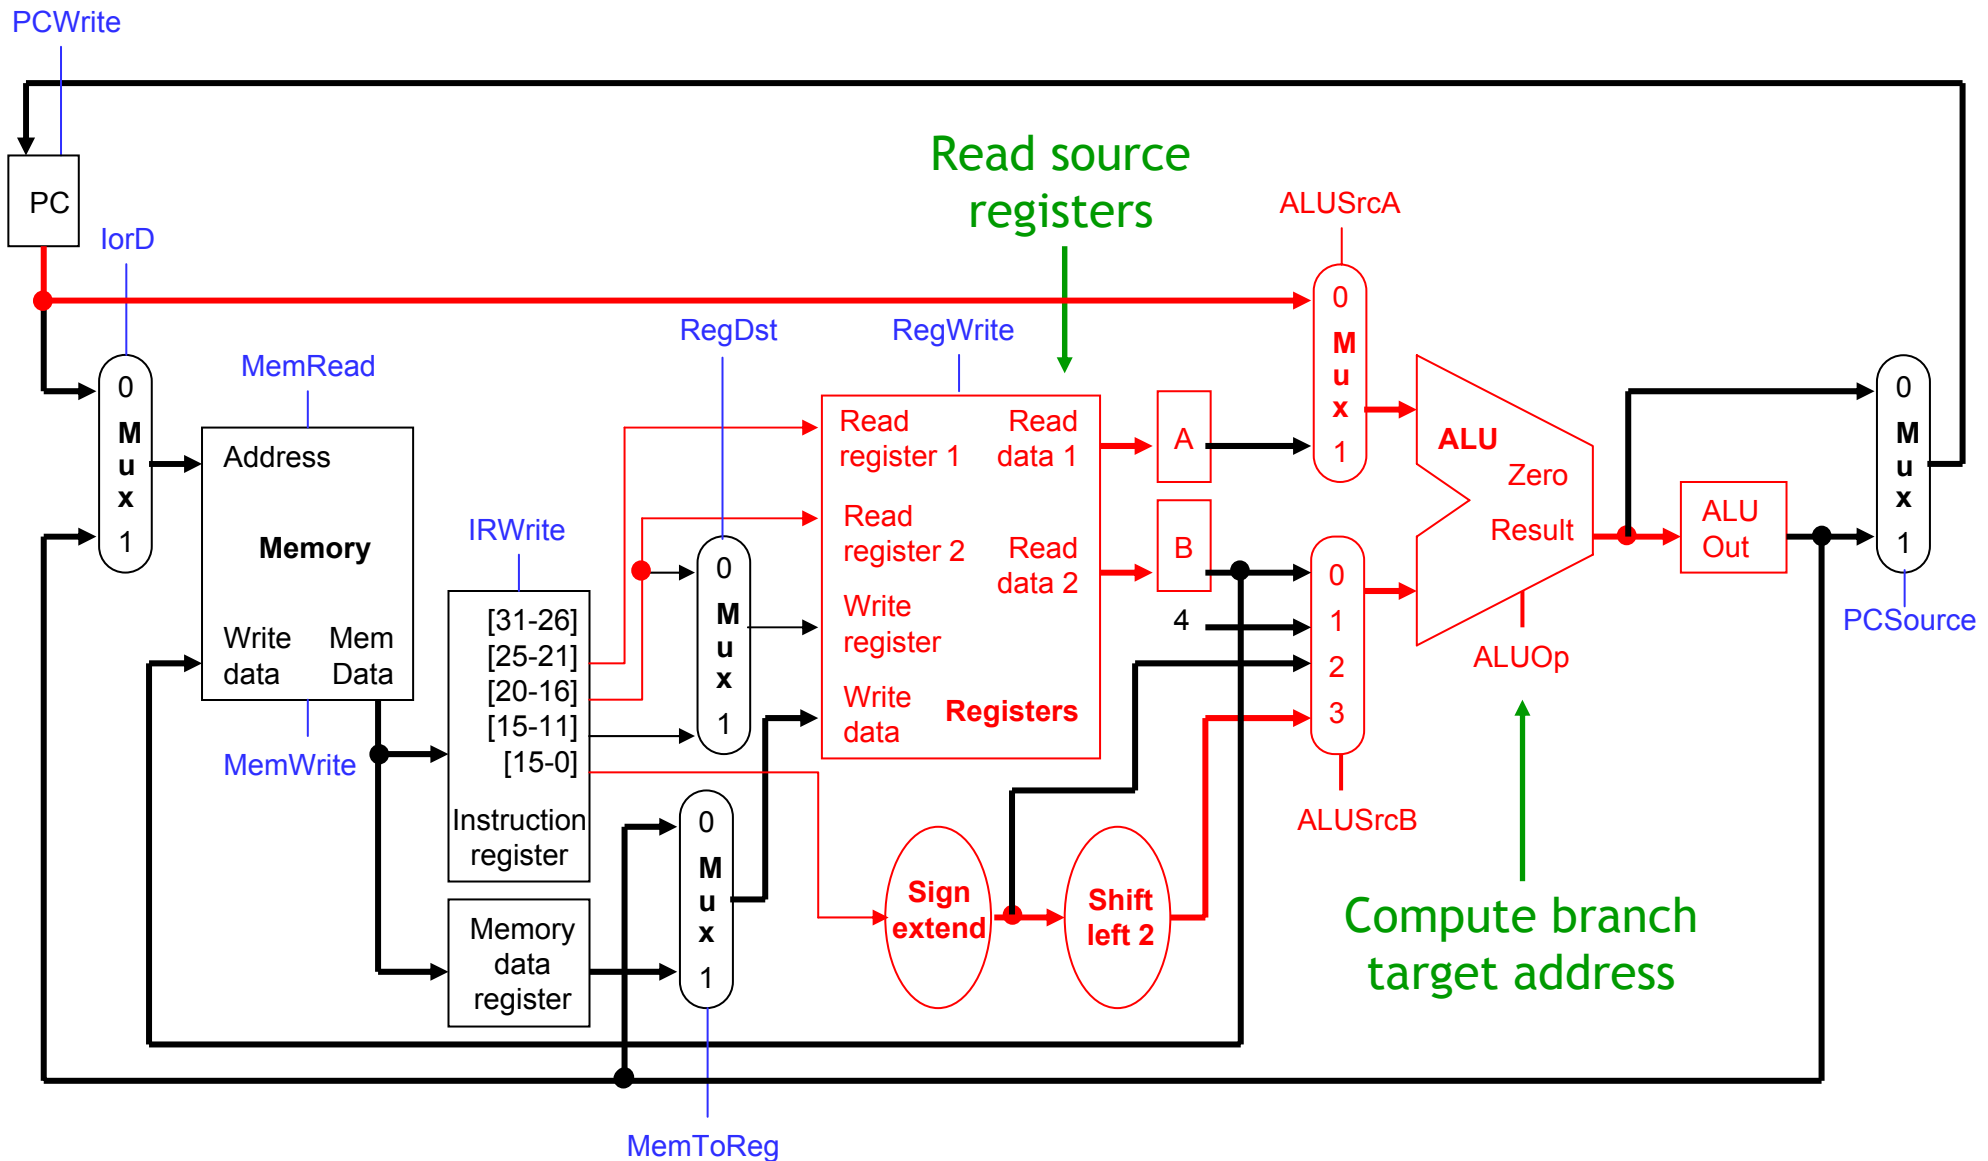 PCWrite
PC
IorD
0
M
u
x
1
MemRead
Address
Memory
Write
data
Mem
Data
MemWrite
IRWrite
[31-26]
[25-21]
[20-16]
[15-11]
[15-0]
Instruction
register
Memory
data
register
RegDst
0
M
u
x
1
0
M
u
x
1
MemToReg
Read source
registers
RegWrite
Read
register 1
Read
data 1
Read
register 2
Read
data 2
Write
register
Write
data
Registers
Sign
extend
Shift
left 2
A
B
4
ALUSrcA
0
M
u
x
1
0
1
2
3
ALUSrcB
ALU
Zero
Result
ALUOp
Compute branch
target address
ALU
Out
0
M
u
x
1
PCSource